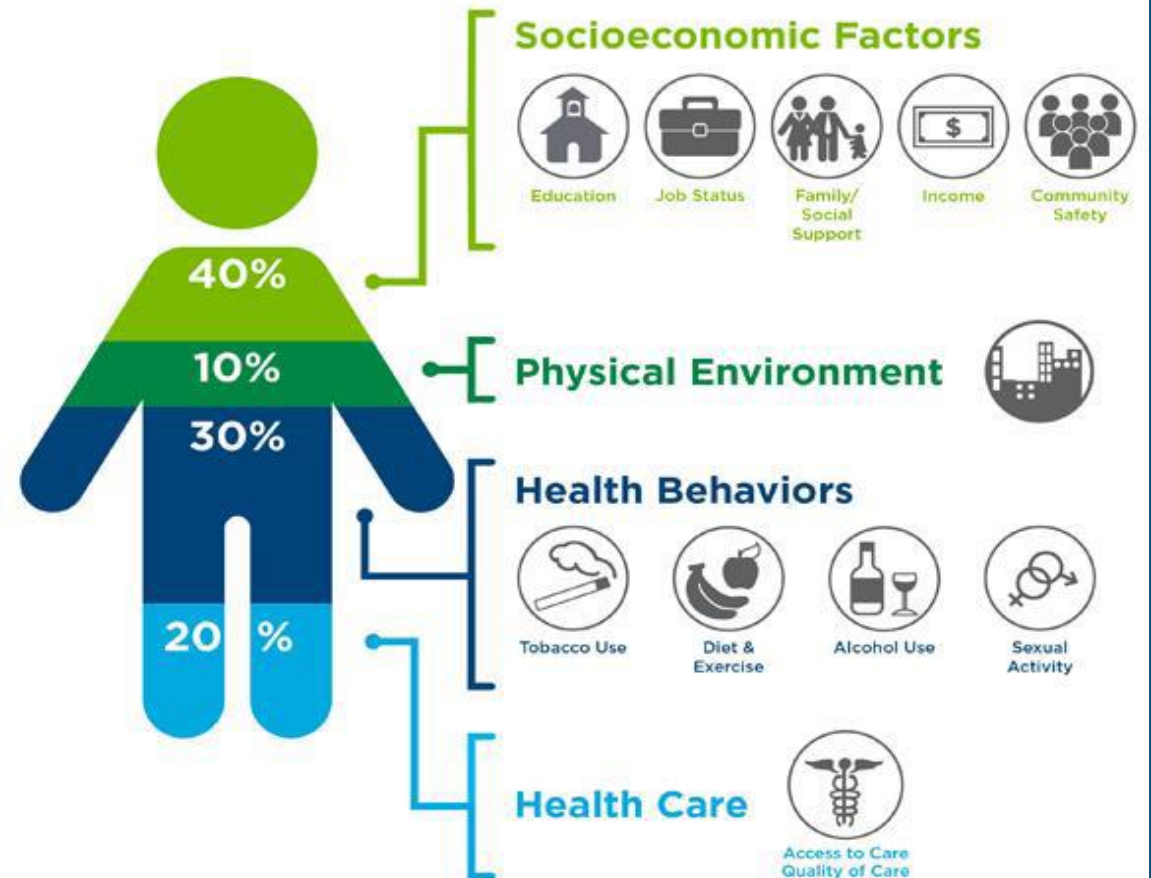 Socioeconomic Factors
$
Education
Job Status
Family/
Social
Support
Income
Community
Safety
40%
10%
Physical Environment
30%
Health Behaviors
Tobacco Use
Diet &
Exercise
Alcohol Use
Sexual
Activity
20 %
Health Care
Access to Care
Quality of Care